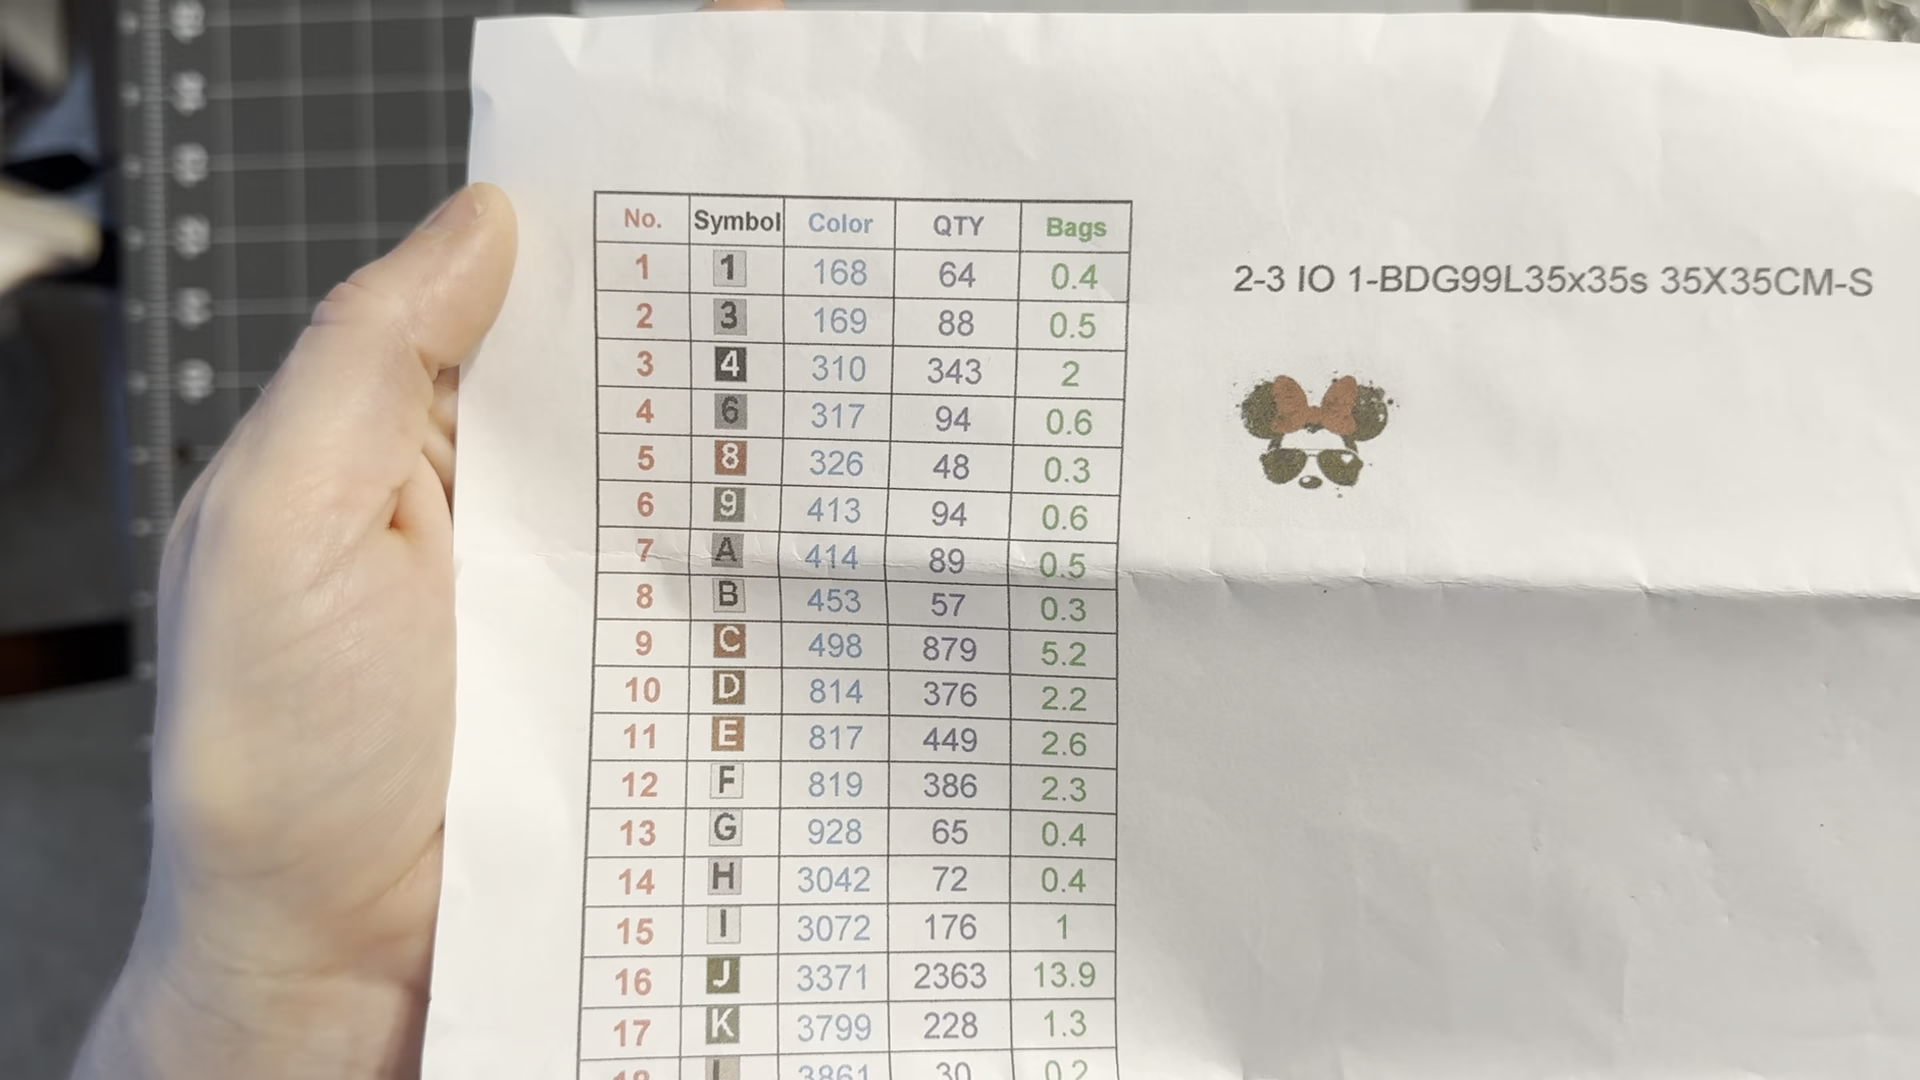 No. Symbol Color QTY Bags
1 1 168 64 0.4
2 3 169 88 0.5
3 4 310 343 2
4 6 317 94 0.6
5 8 326 48 0.3
6 9 413 94 0.6
7 A 414 89 0.5
8 B 453 57 0.3
9 C 498 879 5.2
10 D 814 376 2.2
11 E 817 449 2.6
12 F 819 386 2.3
13 G 928 65 0.4
14 H 3042 72 0.4
15 I 3072 176 1
16 J 3371 2363 13.9
17 K 3799 228 1.3
18 L 3861 30 0.2
2-3 IO 1-BDG99L35x35s 35X35CM-S